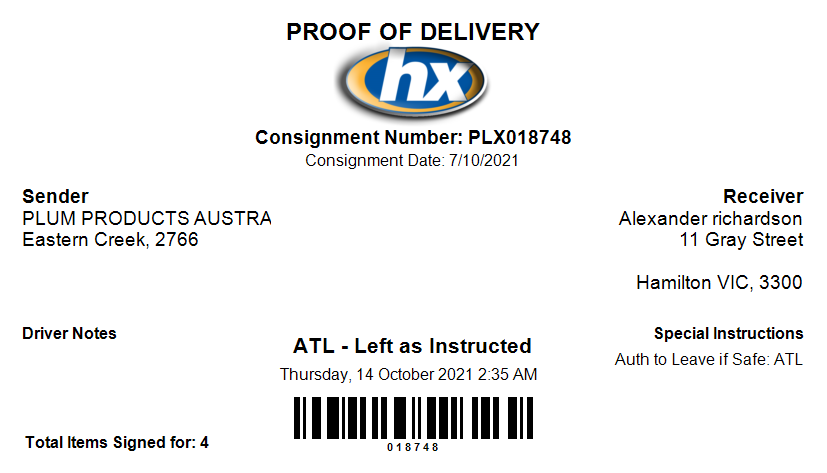 PROOF OF DELIVERY
hx
Consignment Number: PLX018748
Consignment Date: 7/10/2021
Sender
PLUM PRODUCTS AUSTRA
Eastern Creek, 2766
Receiver
Alexander richardson
11 Gray Street
Hamilton VIC, 3300
Driver Notes
ATL - Left as Instructed
Thursday, 14 October 2021 2:35 AM
Special Instructions
Auth to Leave if Safe: ATL
018748
Total Items Signed for: 4